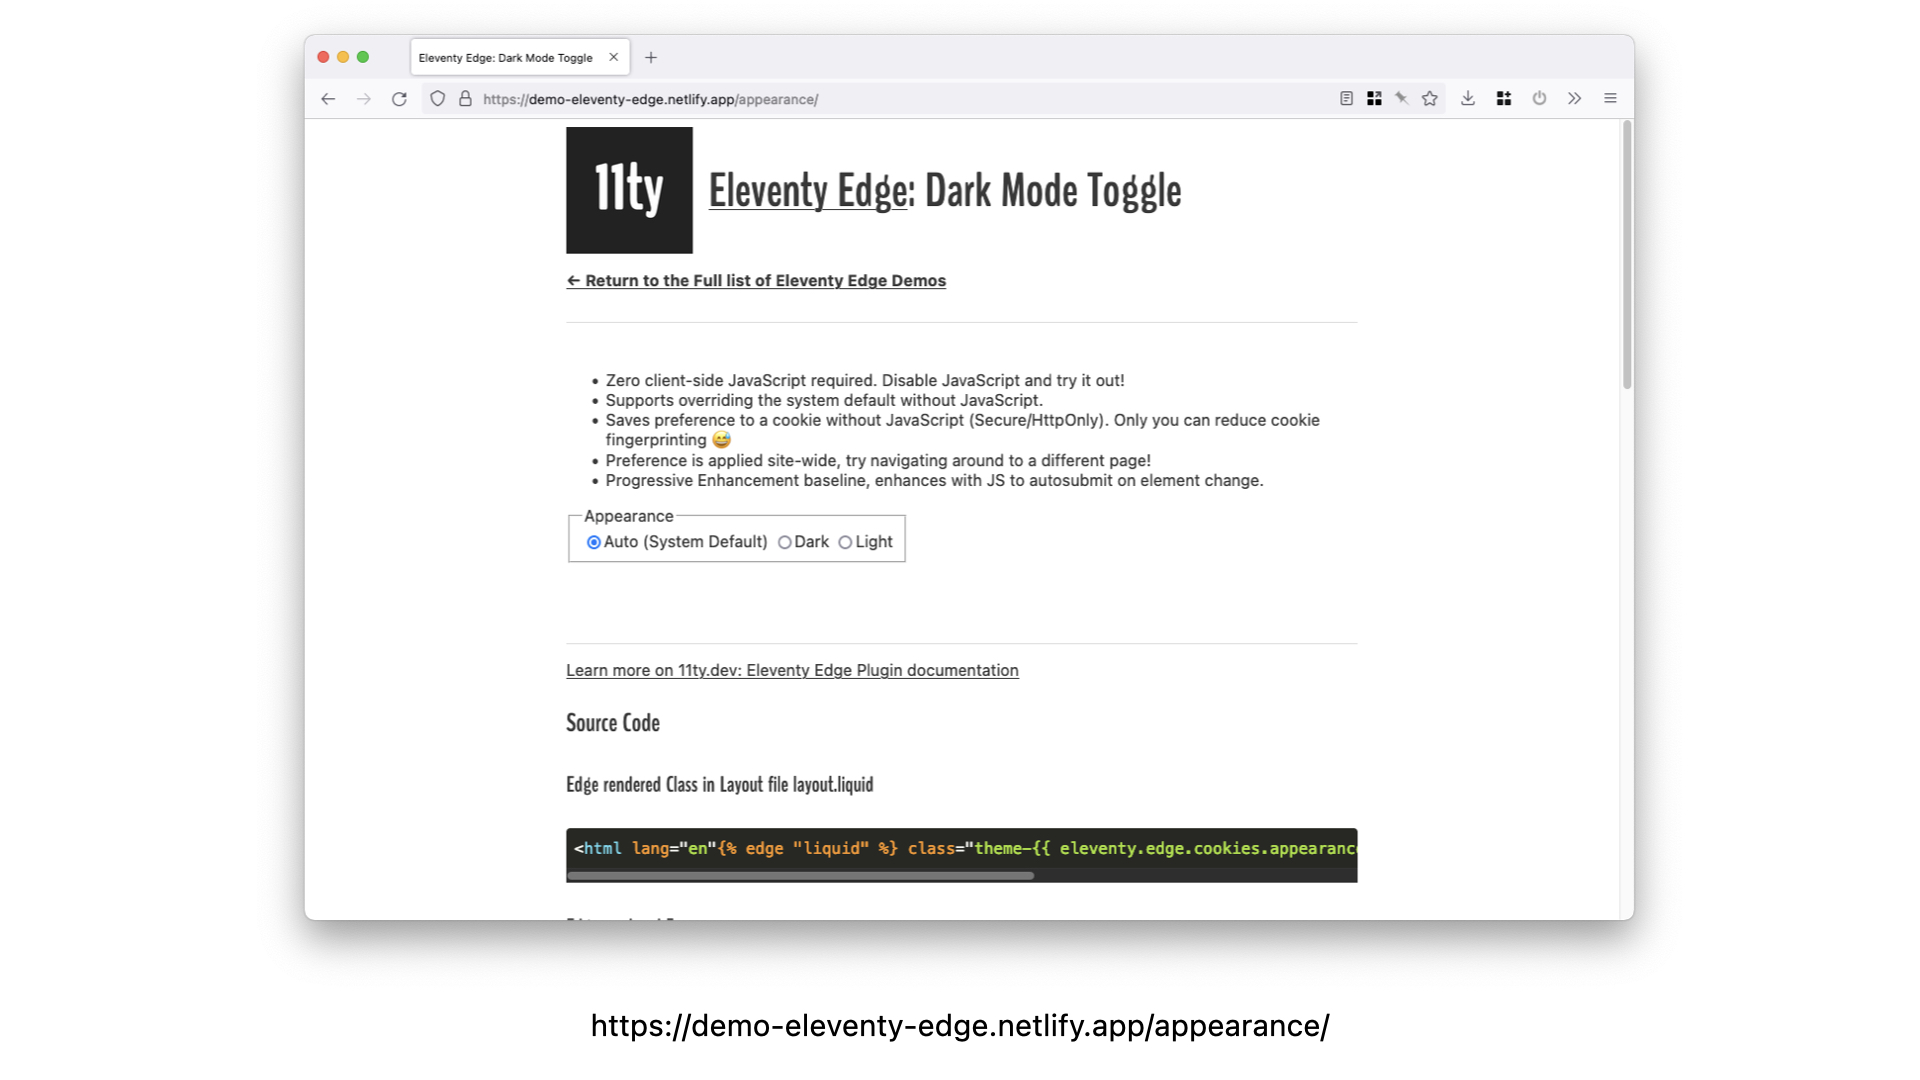 Eleventy Edge: Dark Mode Toggle
https://demo-eleventy-edge.netlify.app/appearance/
11ty
Eleventy Edge: Dark Mode Toggle
← Return to the Full list of Eleventy Edge Demos
• Zero client-side JavaScript required. Disable JavaScript and try it out!
• Supports overriding the system default without JavaScript.
• Saves preference to a cookie without JavaScript (Secure/HttpOnly). Only you can reduce cookie
fingerprinting 😅
• Preference is applied site-wide, try navigating around to a different page!
• Progressive Enhancement baseline, enhances with JS to autosubmit on element change.
Appearance
Auto (System Default) Dark Light
Learn more on 11ty.dev: Eleventy Edge Plugin documentation
Source Code
Edge rendered Class in Layout file layout.liquid
<html lang="en"{% edge "liquid" %} class="theme-{{ eleventy.edge.cookies.appearance
https://demo-eleventy-edge.netlify.app/appearance/